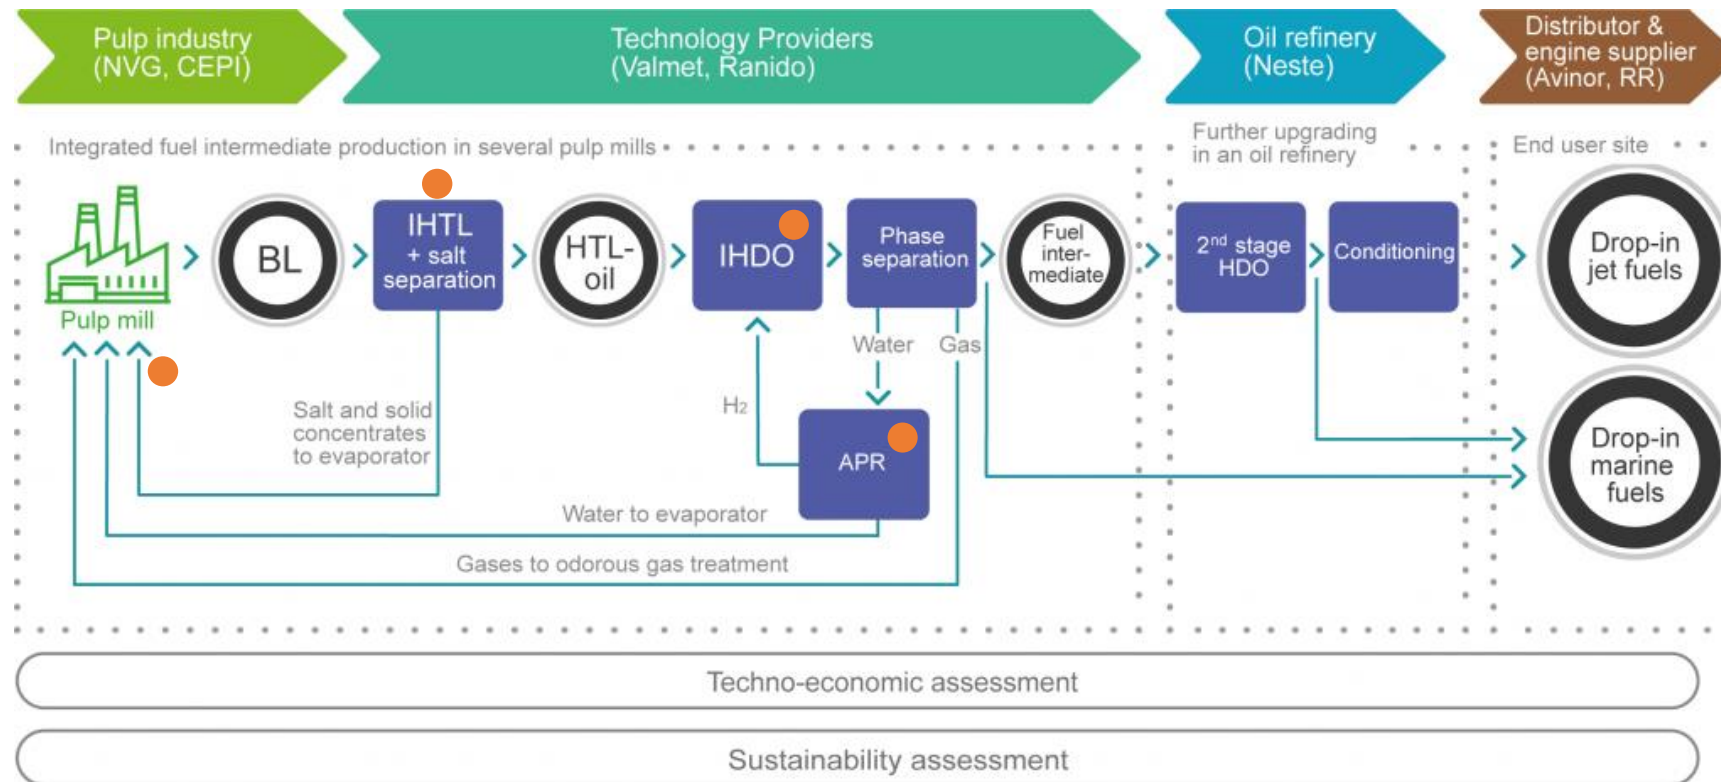 Pulp industry
(NVG, CEPI)
Technology Providers
(Valmet, Ranido)
Oil refinery
(Neste)
Distributor &
engine supplier
(Avinor, RR)
Integrated fuel intermediate production in several pulp mills
Further upgrading
in an oil refinery
End user site
Pulp mill
BL
IHTL
+ salt
separation
HTL-
oil
IHDO
Phase
separation
Fuel
inter-
mediate
2nd stage
HDO
Conditioning
Drop-in
jet fuels
Water
Gas
H2
APR
Salt and solid
concentrates
to evaporator
Drop-in
marine
fuels
Water to evaporator
Gases to odorous gas treatment
Techno-economic assessment
Sustainability assessment